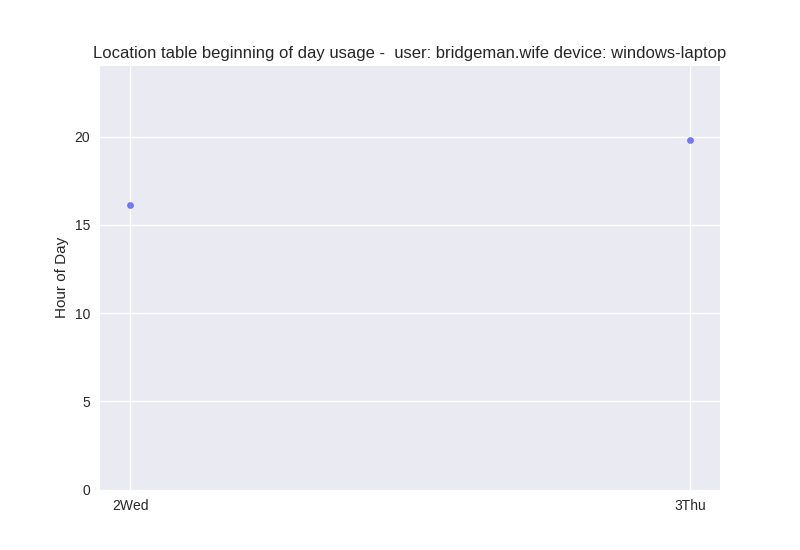 Location table beginning of day usage -  user: bridgeman.wife device: windows-laptop
Hour of Day
20
15
10
5
0
2Wed
3Thu